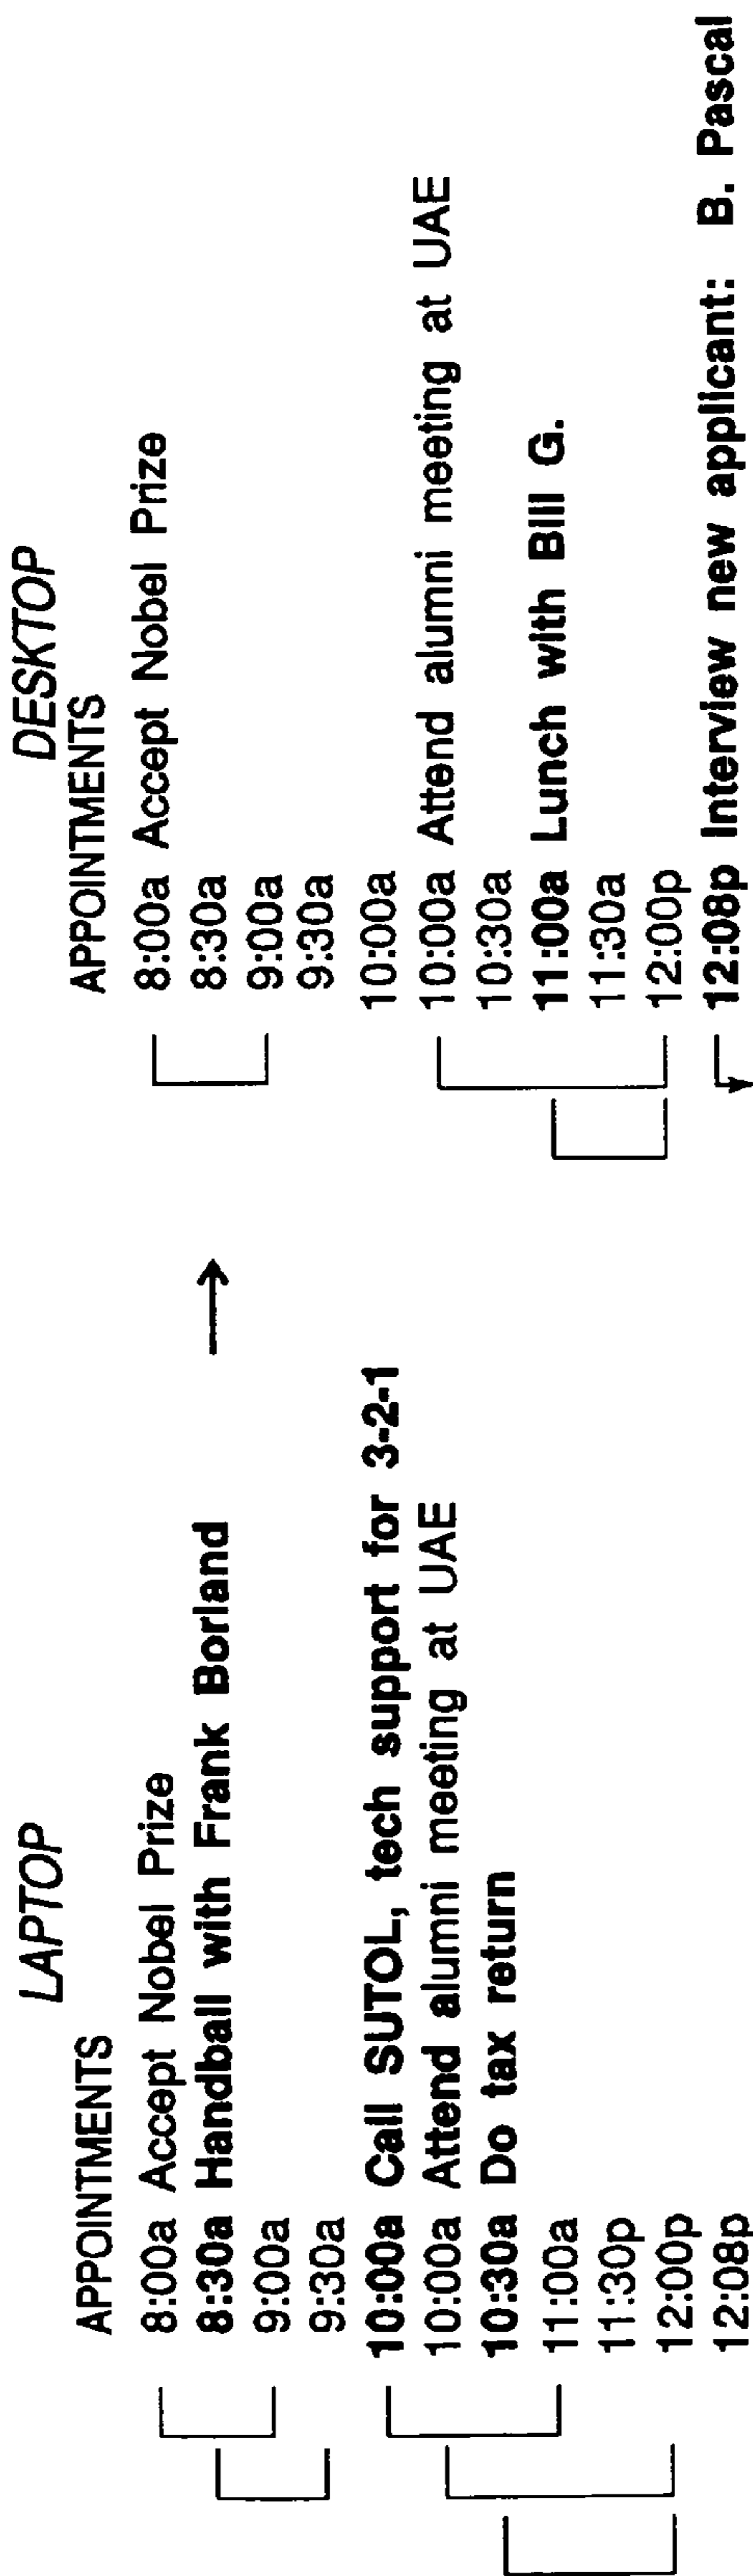 LAPTOP
APPOINTMENTS
8:00a Accept Nobel Prize
8:30a Handball with Frank Borland
9:00a
9:30a
10:00a Call SUTOL, tech support for 3-2-1
10:00a Attend alumni meeting at UAE
10:30a Do tax return
11:00a
11:30p
12:00p
12:08p
DESKTOP
APPOINTMENTS
8:00a Accept Nobel Prize
8:30a
9:00a
9:30a
10:00a
10:00a Attend alumni meeting at UAE
10:30a
11:00a Lunch with Bill G.
11:30a
12:00p
12:08p Interview new applicant: B. Pascal